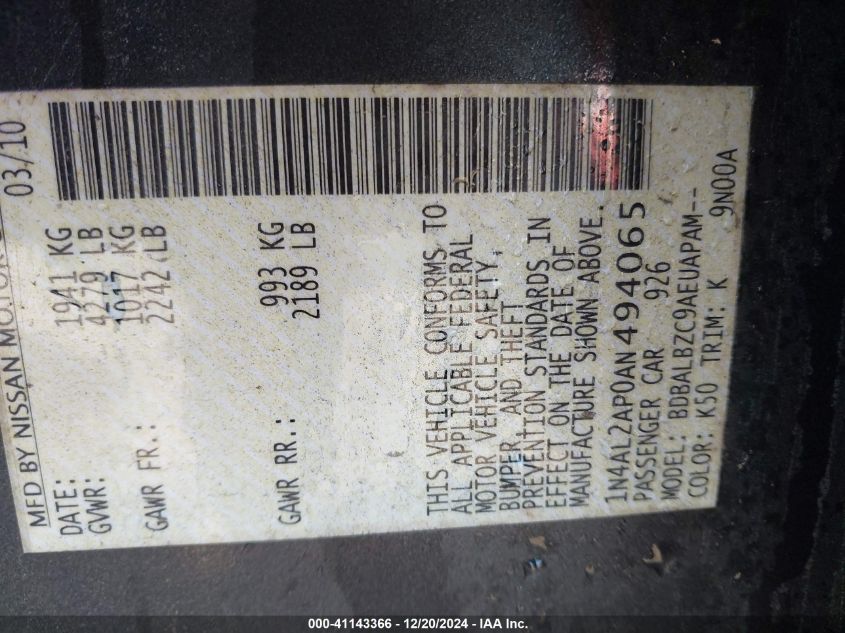 MFD BY NISSAN MOTOR
DATE: 03/10
GVWR: 1941 KG
4279 LB
GAWR FR.: 1017 KG
2242 LB
GAWR RR.: 993 KG
2189 LB
THIS VEHICLE CONFORMS TO
ALL APPLICABLE FEDERAL
MOTOR VEHICLE SAFETY,
BUMPER AND THEFT
PREVENTION STANDARDS IN
EFFECT ON THE DATE OF
MANUFACTURE SHOWN ABOVE.
1N4AL2AP0AN494065
PASSENGER CAR 926
MODEL: BDBALBZC9AEUAPAM--
COLOR: K50 TRIM: K 9N00A
000-41143366 - 12/20/2024 - IAA Inc.